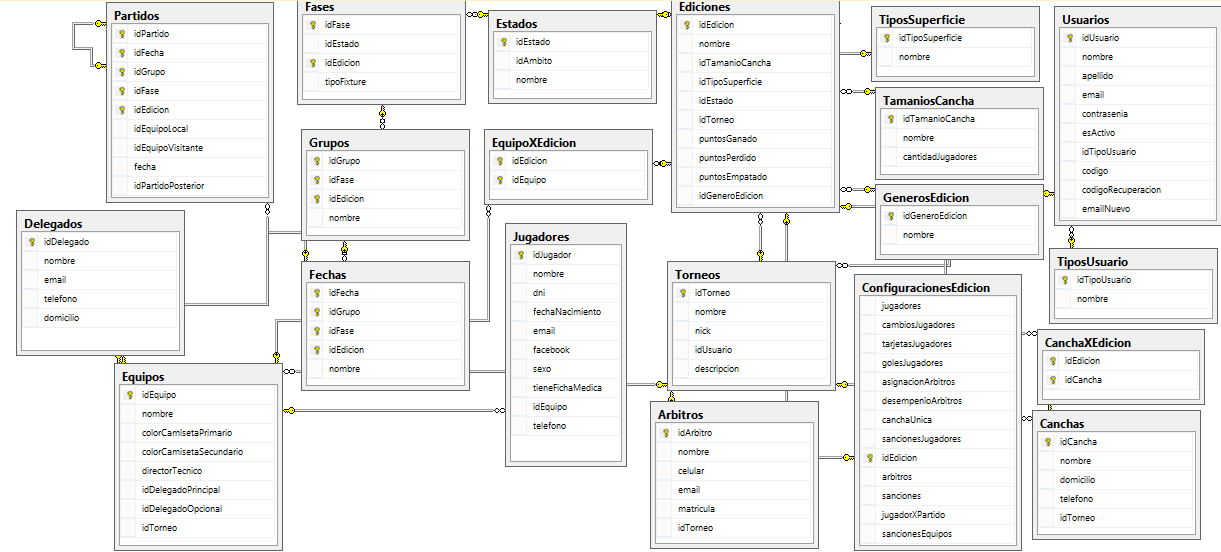 Partidos
idPartido
idFecha
idGrupo
idFase
idEdicion
idEquipoLocal
idEquipoVisitante
fecha
idPartidoPosterior
Fases
idFase
idEstado
idEdicion
tipoFixture
Estados
idEstado
idAmbito
nombre
Ediciones
idEdicion
nombre
idTamanioCancha
idTipoSuperficie
idEstado
idTorneo
puntosGanado
puntosPerdido
puntosEmpatado
idGeneroEdicion
TiposSuperficie
idTipoSuperficie
nombre
Usuarios
idUsuario
nombre
apellido
email
contrasenia
esActivo
idTipoUsuario
codigo
codigoRecuperacion
emailNuevo
TamaniosCancha
idTamanioCancha
nombre
cantidadJugadores
Grupos
idGrupo
idFase
idEdicion
nombre
EquipoXEdicion
idEdicion
idEquipo
GenerosEdicion
idGeneroEdicion
nombre
Delegados
idDelegado
nombre
email
telefono
domicilio
Jugadores
idJugador
nombre
dni
fechaNacimiento
email
facebook
sexo
tieneFichaMedica
idEquipo
telefono
TiposUsuario
idTipoUsuario
nombre
Fechas
idFecha
idGrupo
idFase
idEdicion
nombre
Torneos
idTorneo
nombre
nick
idUsuario
descripcion
ConfiguracionesEdicion
jugadores
cambiosJugadores
tarjetasJugadores
golesJugadores
asignacionArbitros
desempenioArbitros
canchaUnica
sancionesJugadores
idEdicion
arbitros
sanciones
jugadorXPartido
sancionesEquipos
CanchaXEdicion
idEdicion
idCancha
Equipos
idEquipo
nombre
colorCamisetaPrimario
colorCamisetaSecundario
directorTecnico
idDelegadoPrincipal
idDelegadoOpcional
idTorneo
Arbitros
idArbitro
nombre
celular
email
matricula
idTorneo
Canchas
idCancha
nombre
domicilio
telefono
idTorneo